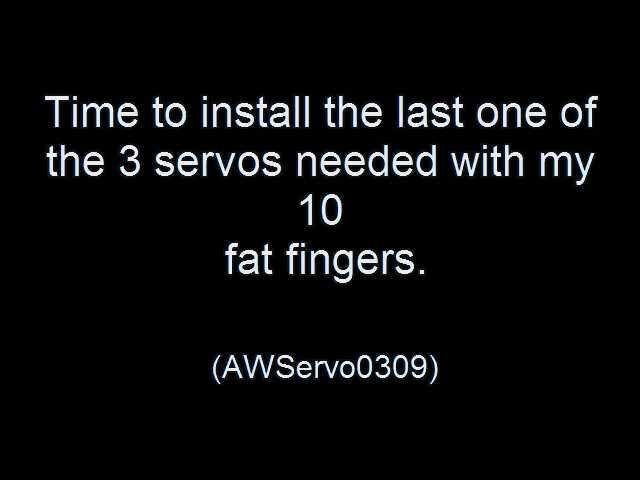 Time to install the last one of
the 3 servos needed with my
10
fat fingers.
(AWServo0309)